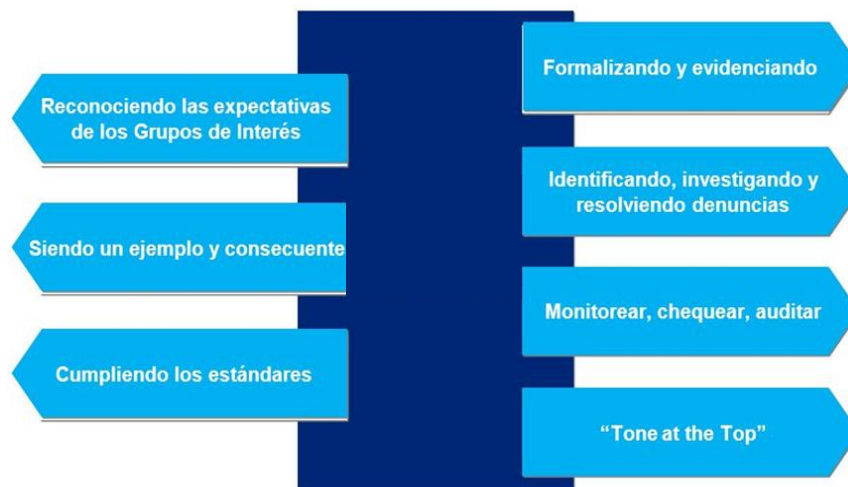 Reconociendo las expectativas
de los Grupos de Interés
Siendo un ejemplo y consecuente
Cumpliendo los estándares
Formalizando y evidenciando
Identificando, investigando y
resolviendo denuncias
Monitorear, chequear, auditar
“Tone at the Top”